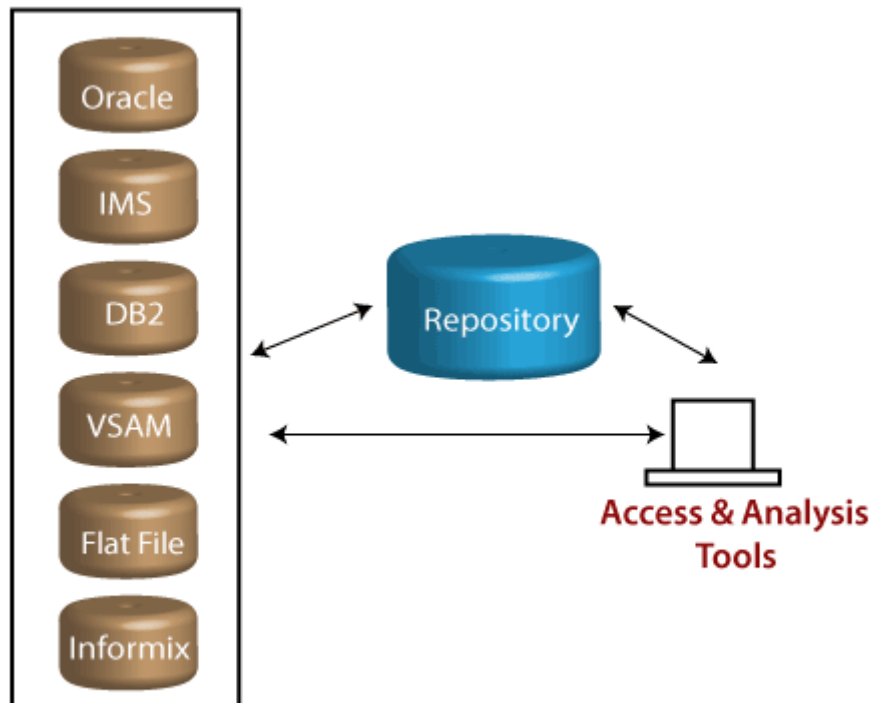 Oracle
IMS
DB2
VSAM
Flat File
Informix
Repository
Access & Analysis
Tools